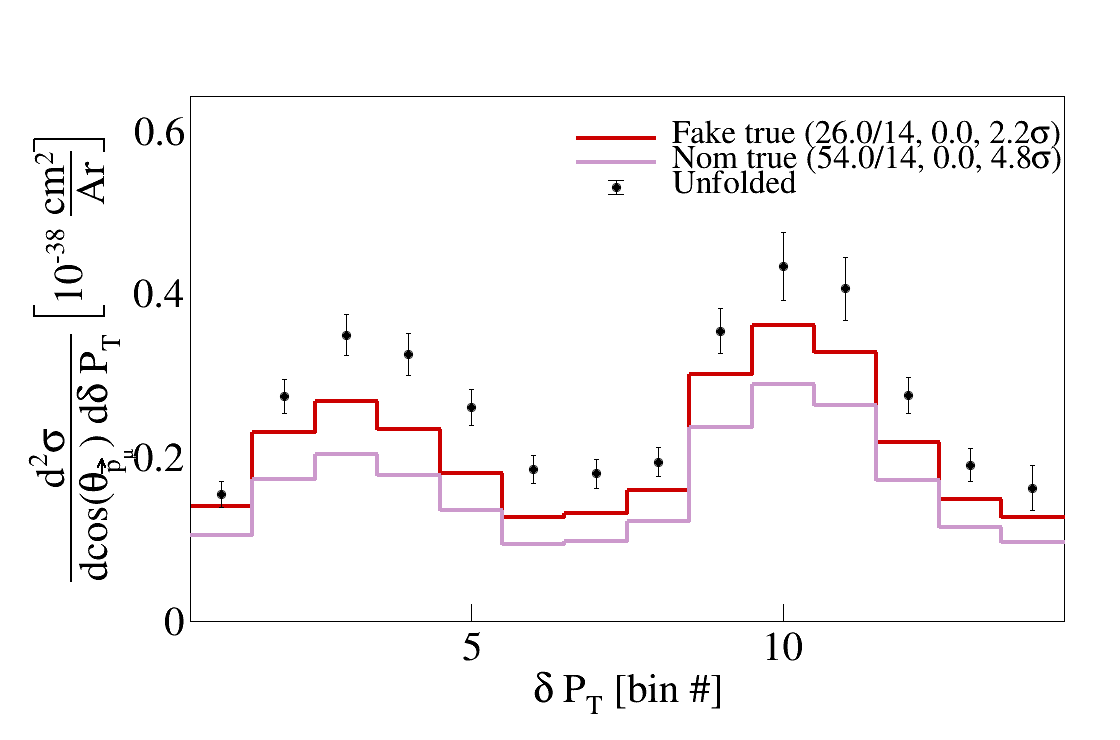 Fake true (26.0/14, 0.0, 2.2σ)
Nom true (54.0/14, 0.0, 4.8σ)
Unfolded
d²σ
dcos(θ_p⃗_μ) dδ P_T
[10⁻³⁸ cm²/Ar]
0.6
0.4
0.2
0
5
10
δ P_T [bin #]